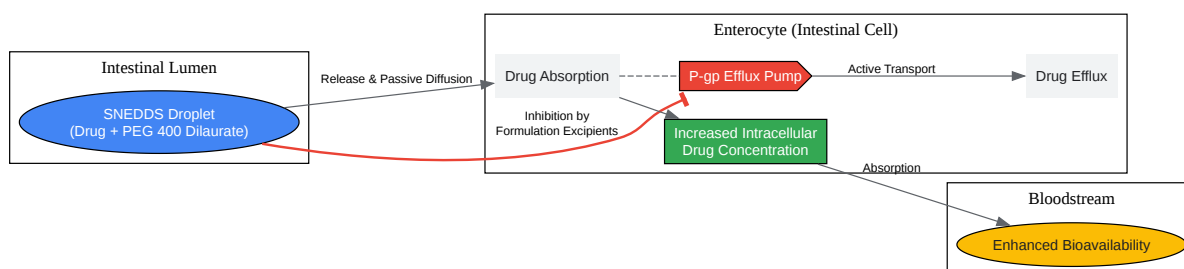 Intestinal Lumen
SNEDDS Droplet
(Drug + PEG 400 Dilaurate)
Release & Passive Diffusion
Enterocyte (Intestinal Cell)
Drug Absorption
P-gp Efflux Pump
Active Transport
Drug Efflux
Inhibition by
Formulation Excipients
Increased Intracellular
Drug Concentration
Absorption
Bloodstream
Enhanced Bioavailability